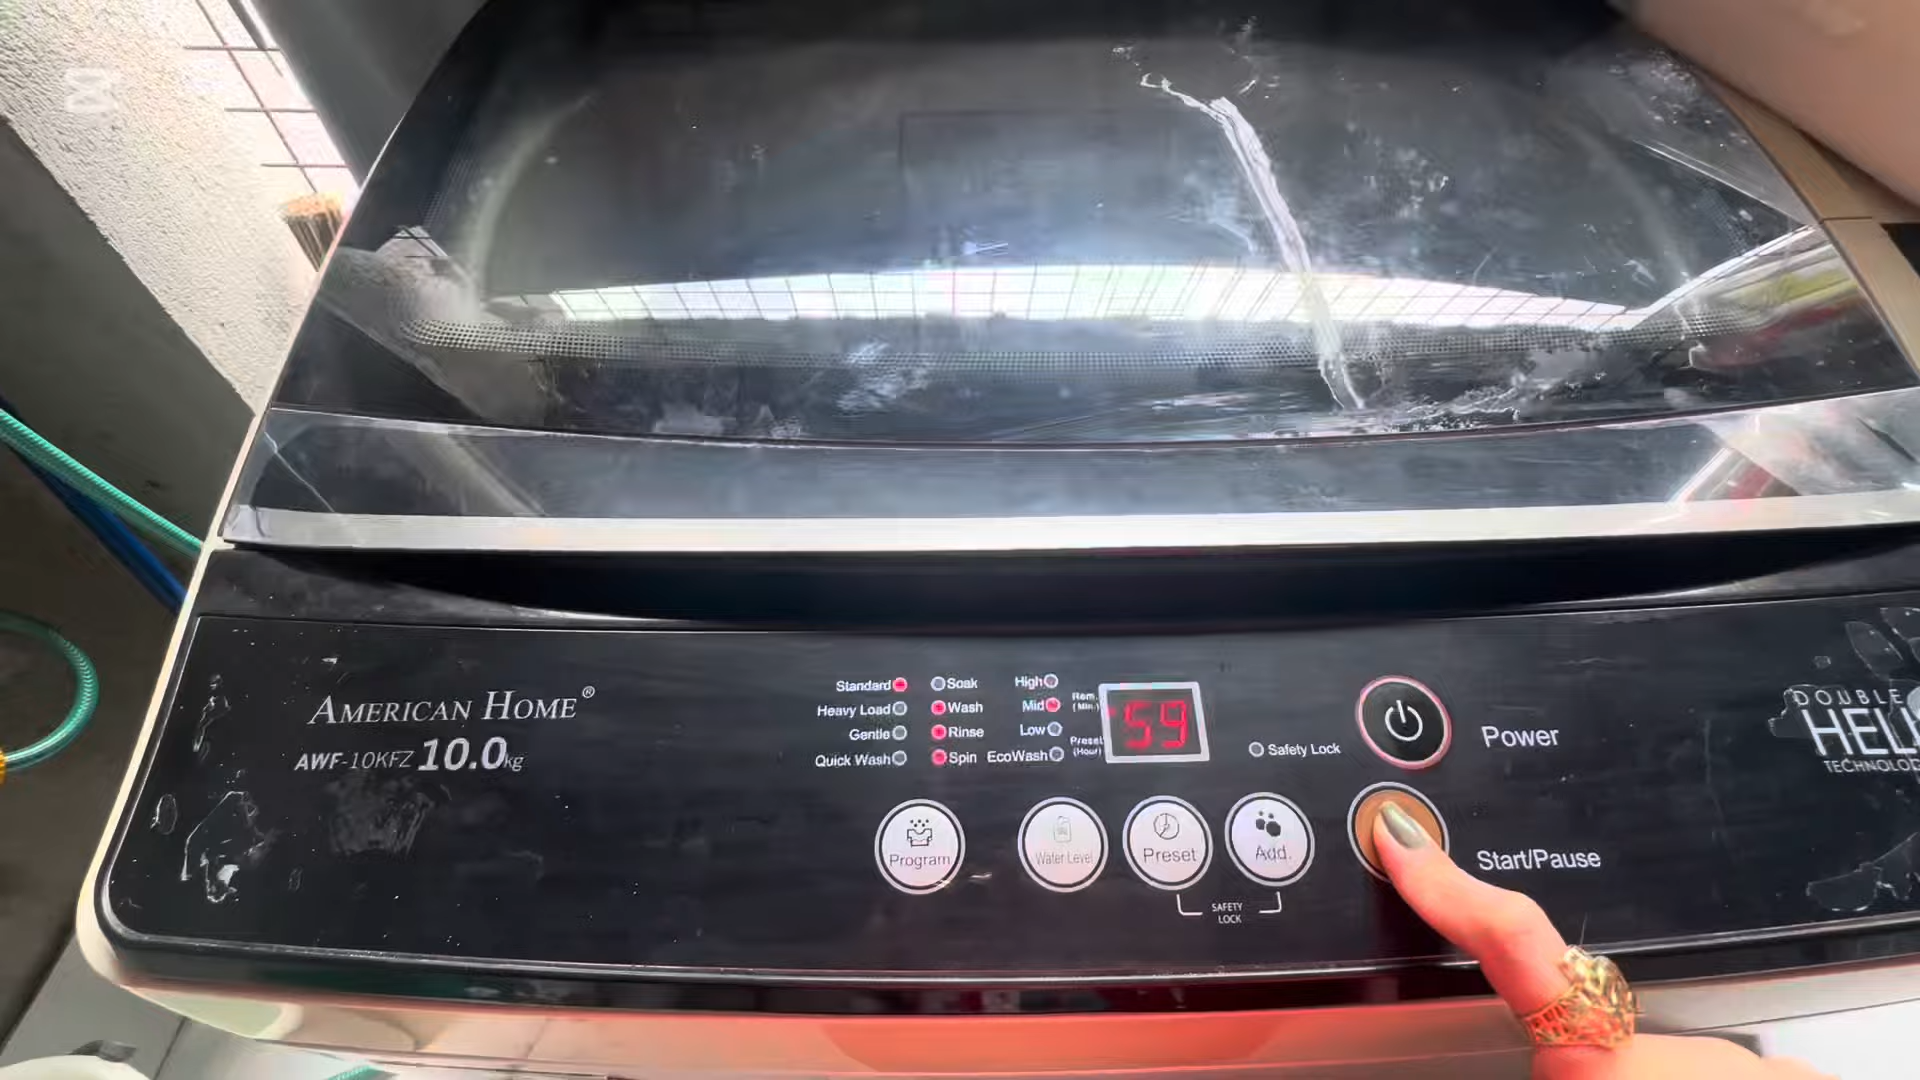 AMERICAN HOME®
AWF-10KFZ 10.0kg
Standard
Heavy Load
Gentle
Quick Wash
Soak
Wash
Rinse
Spin
High
Mid
Low
EcoWash
Rem.
(Min.)
Preset
(Hour)
59
Safety Lock
Power
Program
Water Level
Preset
Add.
SAFETY
LOCK
Start/Pause
DOUBLE
HEL
TECHNOLO